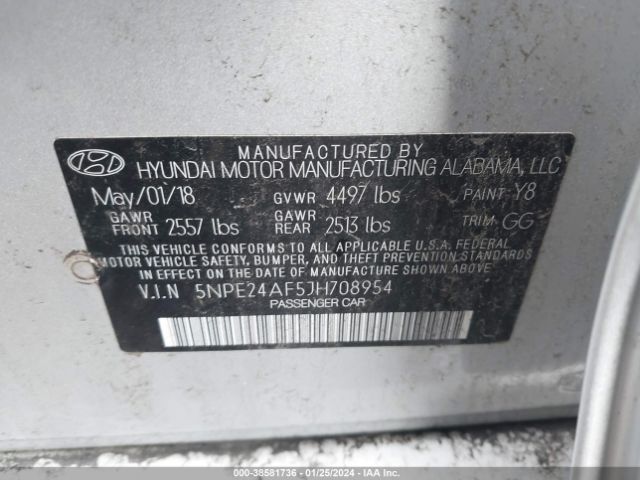 MANUFACTURED BY
HYUNDAI MOTOR MANUFACTURING ALABAMA, LLC
May/01/18 GVWR 4497 lbs PAINT Y8
GAWR FRONT 2557 lbs GAWR REAR 2513 lbs TRIM GG
THIS VEHICLE CONFORMS TO ALL APPLICABLE U.S.A. FEDERAL
MOTOR VEHICLE SAFETY, BUMPER, AND THEFT PREVENTION
STANDARDS IN EFFECT ON THE DATE OF MANUFACTURE SHOWN ABOVE.
V.I.N 5NPE24AF5JH708954
PASSENGER CAR
000-38581736 - 01/25/2024 - IAA Inc.